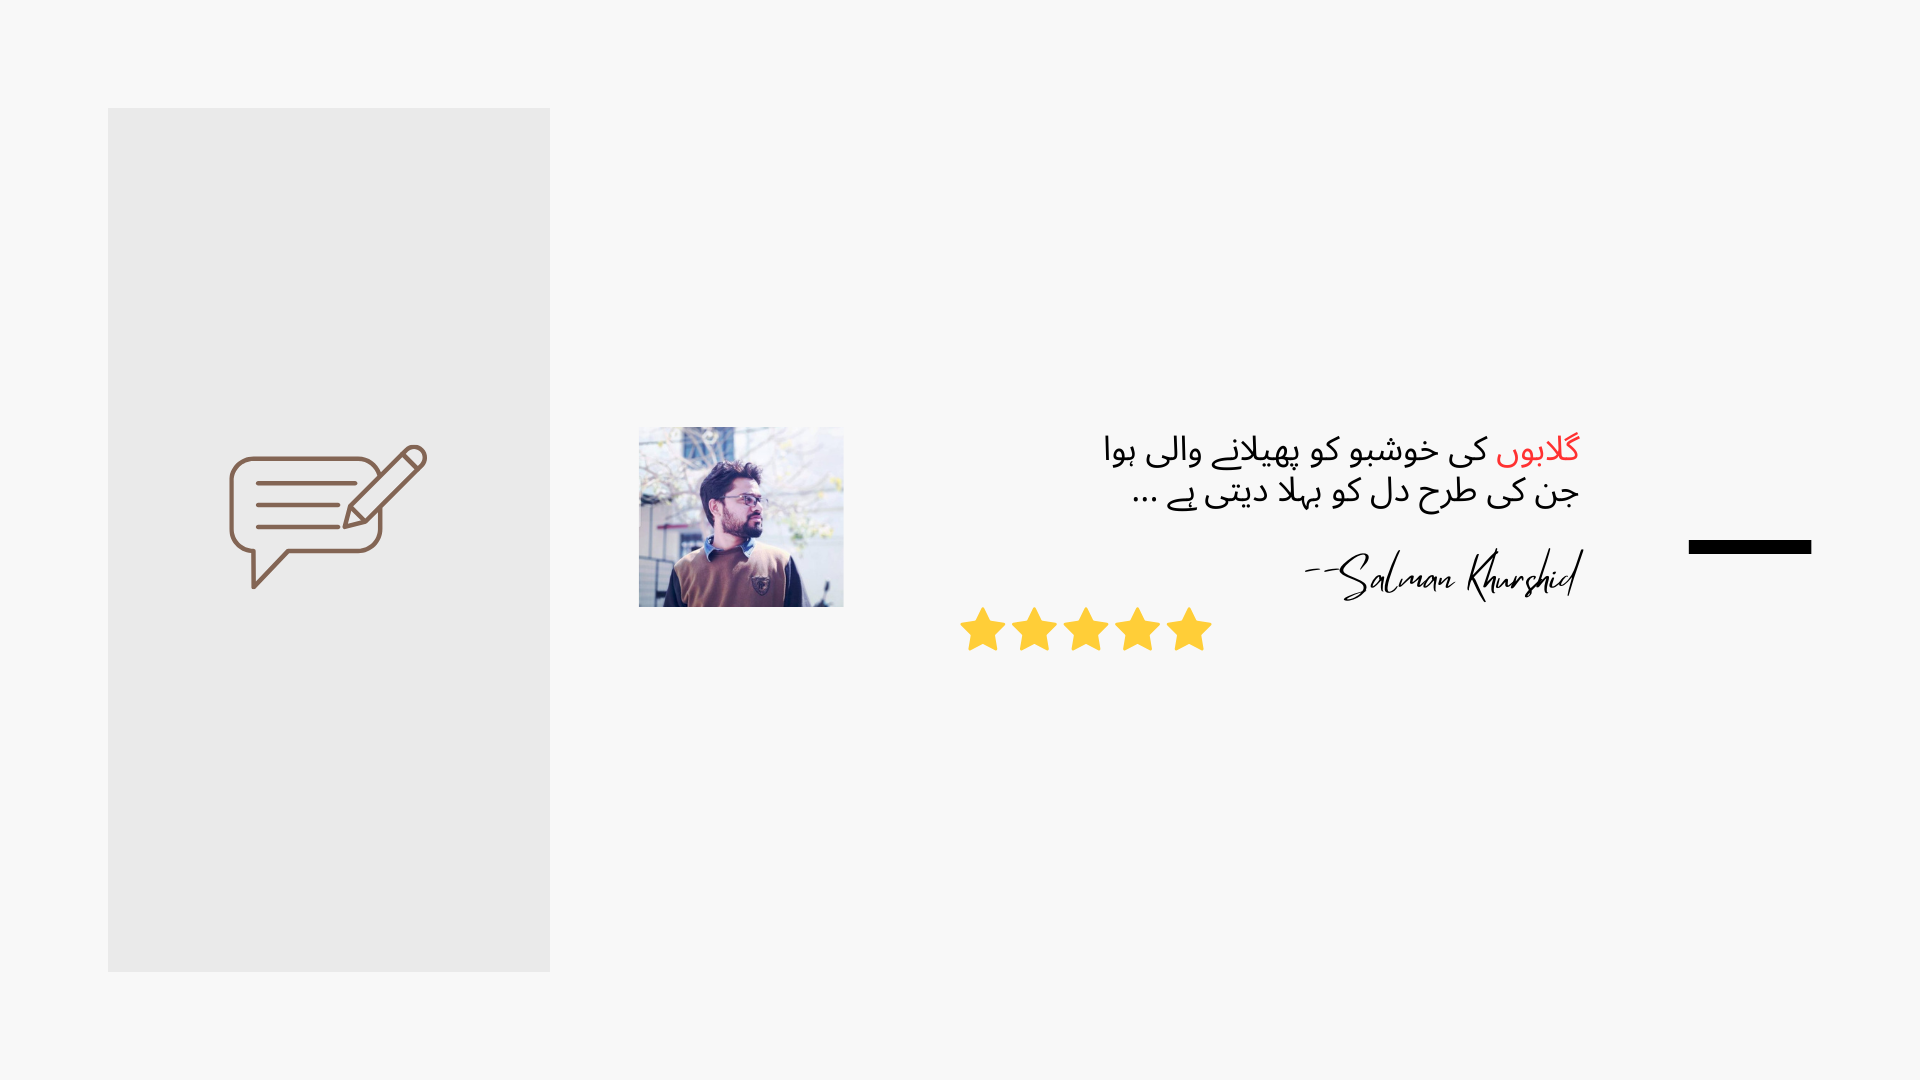 گلابوں کی خوشبو کو پھیلانے والی ہوا
جن کی طرح دل کو بہلا دیتی ہے ...
--Salman Khurshid